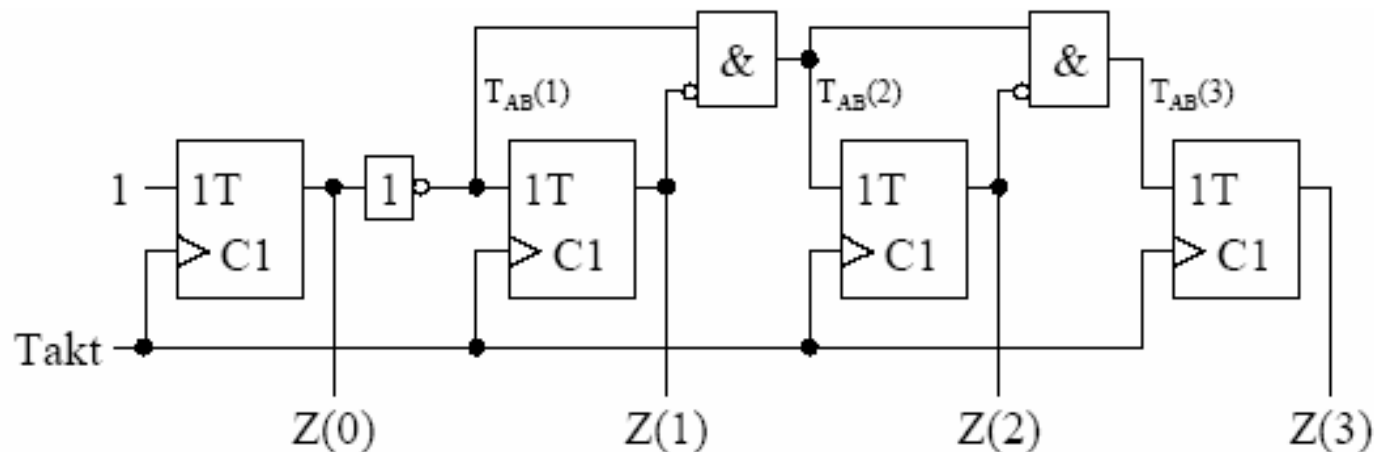 & &
T_AB(1) T_AB(2) T_AB(3)
1 1T 1 1T 1T 1T
C1 C1 C1 C1
Takt
Z(0) Z(1) Z(2) Z(3)